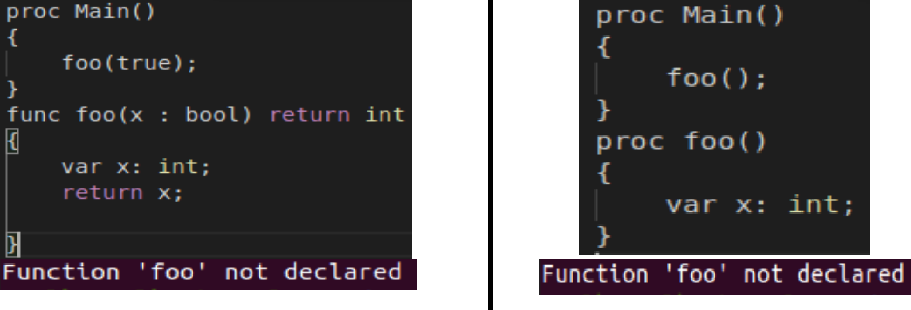 proc Main()
{
foo(true);
}
func foo(x : bool) return int
{
var x: int;
return x;
}
Function 'foo' not declared
proc Main()
{
foo();
}
proc foo()
{
var x: int;
}
Function 'foo' not declared